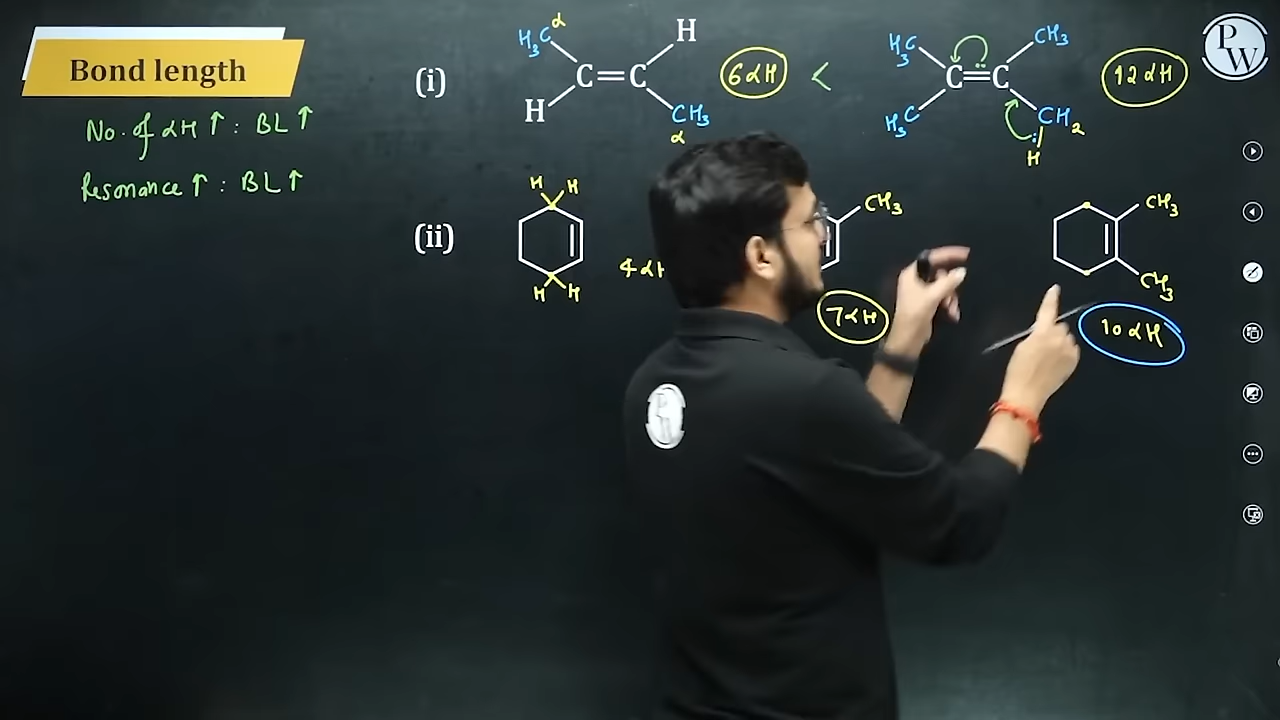 Bond length
No. of αH ↑ : BL ↑
Resonance ↑ : BL ↑
(i)
H₃C α
H
C = C
H
CH₃
α
6αH <
H₃C
CH₃
C = C
H₃C
CH₂
H
12αH
(ii)
H H
H H
4αH
CH₃
7αH
CH₃
CH₃
10αH
PW